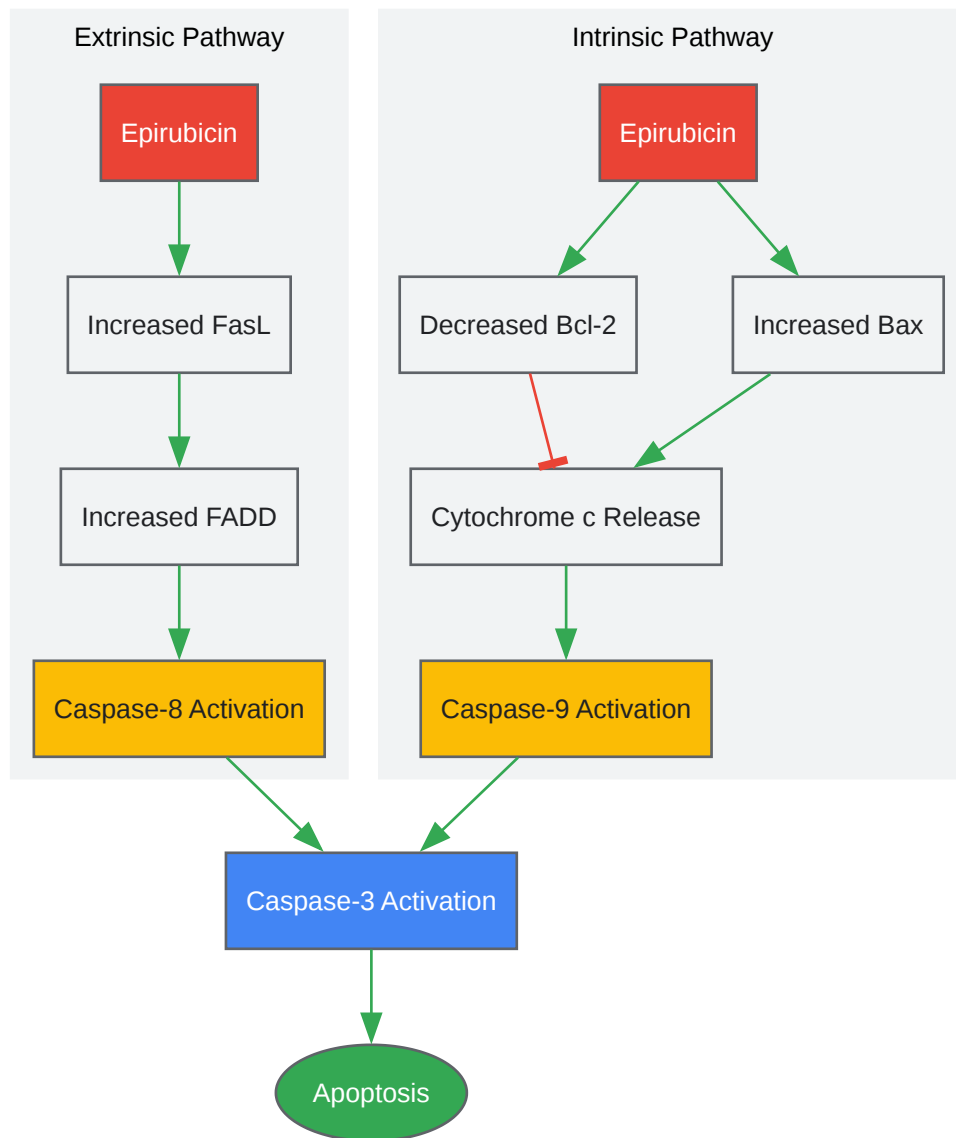 Extrinsic Pathway
Epirubicin
Increased FasL
Increased FADD
Caspase-8 Activation
Intrinsic Pathway
Epirubicin
Decreased Bcl-2
Increased Bax
Cytochrome c Release
Caspase-9 Activation
Caspase-3 Activation
Apoptosis